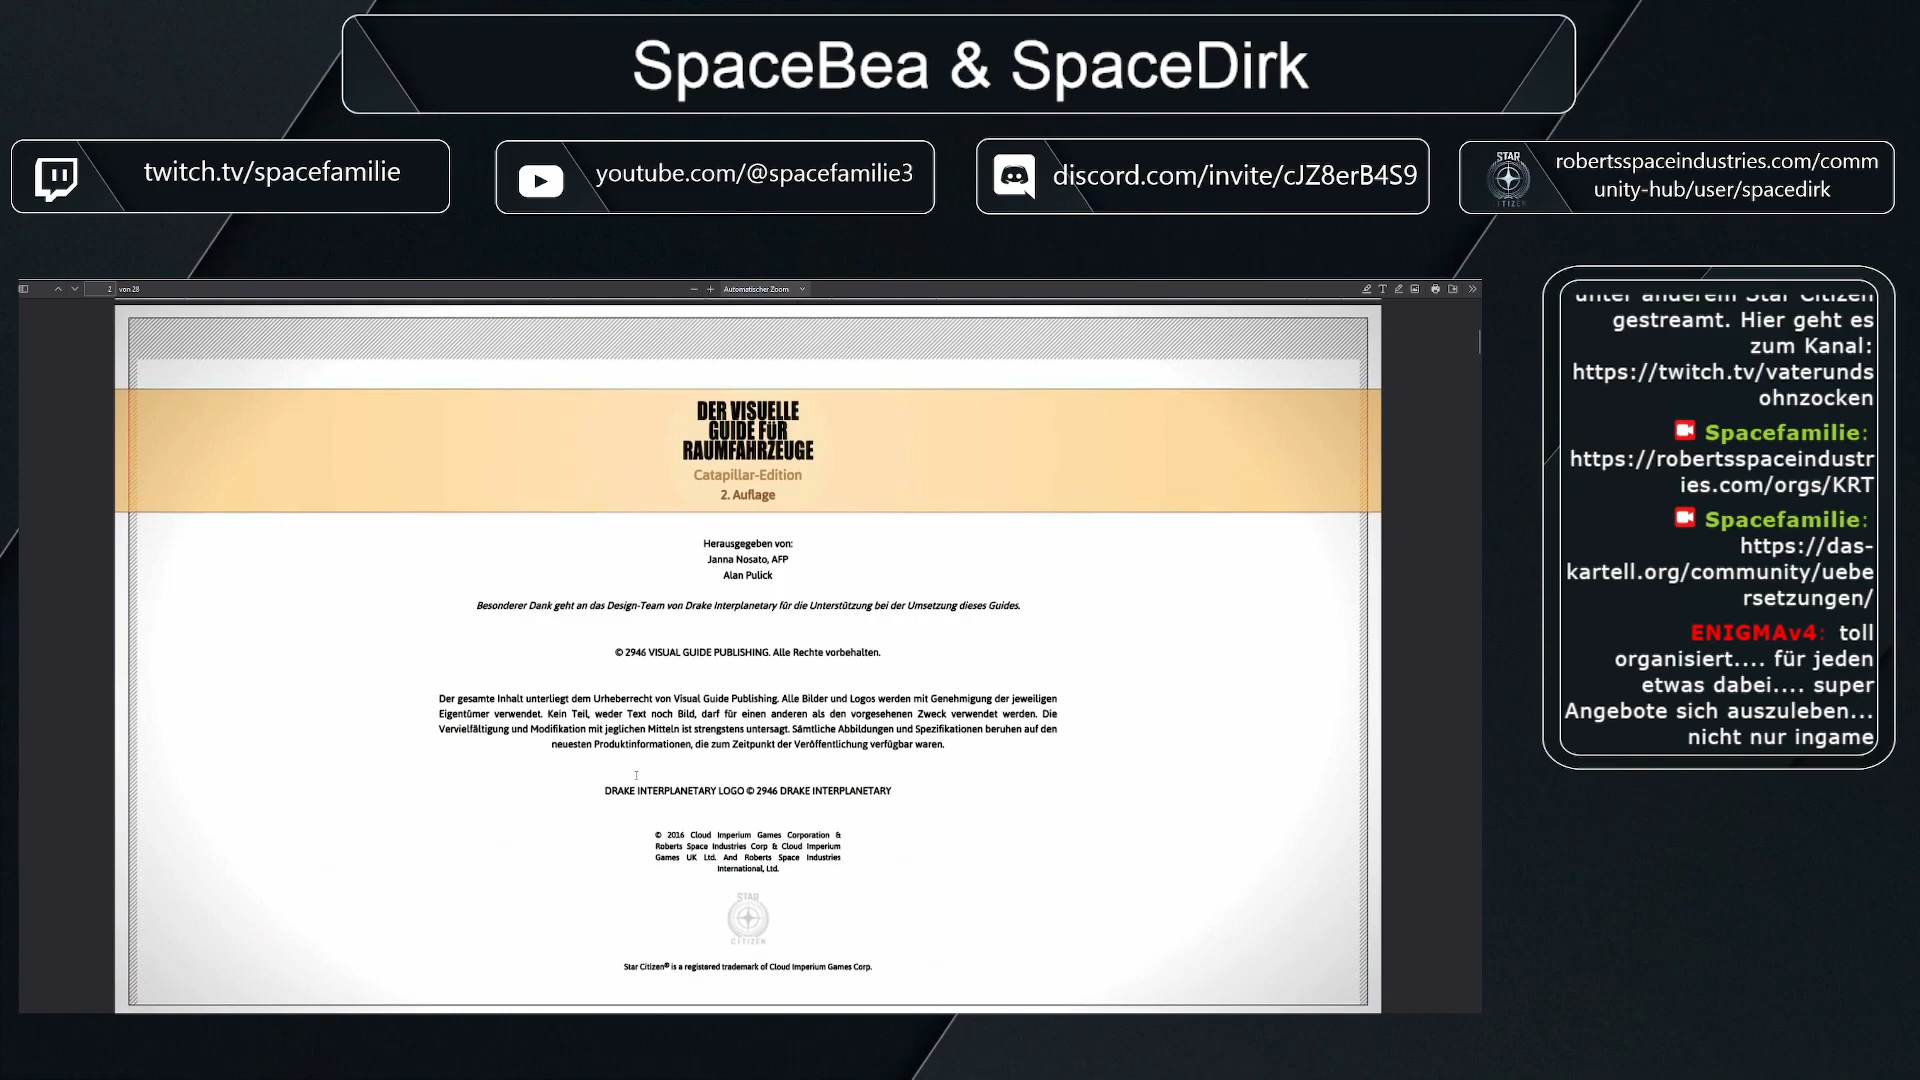 SpaceBea & SpaceDirk
twitch.tv/spacefamilie
youtube.com/@spacefamilie3
discord.com/invite/cJZ8erB4S9
STAR
CITIZEN
robertsspaceindustries.com/comm
unity-hub/user/spacedirk
2 von 28
Automatischer Zoom
DER VISUELLE
GUIDE FÜR
RAUMFAHRZEUGE
Catapillar-Edition
2. Auflage
Herausgegeben von:
Janna Nosato, AFP
Alan Pulick
Besonderer Dank geht an das Design-Team von Drake Interplanetary für die Unterstützung bei der Umsetzung dieses Guides.
© 2946 VISUAL GUIDE PUBLISHING. Alle Rechte vorbehalten.
Der gesamte Inhalt unterliegt dem Urheberrecht von Visual Guide Publishing. Alle Bilder und Logos werden mit Genehmigung der jeweiligen
Eigentümer verwendet. Kein Teil, weder Text noch Bild, darf für einen anderen als den vorgesehenen Zweck verwendet werden. Die
Vervielfältigung und Modifikation mit jeglichen Mitteln ist strengstens untersagt. Sämtliche Abbildungen und Spezifikationen beruhen auf den
neuesten Produktinformationen, die zum Zeitpunkt der Veröffentlichung verfügbar waren.
DRAKE INTERPLANETARY LOGO © 2946 DRAKE INTERPLANETARY
© 2016 Cloud Imperium Games Corporation &
Roberts Space Industries Corp & Cloud Imperium
Games UK Ltd. And Roberts Space Industries
International, Ltd.
STAR
CITIZEN
Star Citizen® is a registered trademark of Cloud Imperium Games Corp.
unter anderem Star Citizen
gestreamt. Hier geht es
zum Kanal:
https://twitch.tv/vaterunds
ohnzocken
Spacefamilie:
https://robertsspaceindustr
ies.com/orgs/KRT
Spacefamilie:
https://das-
kartell.org/community/uebe
rsetzungen/
ENIGMAv4: toll
organisiert.... für jeden
etwas dabei.... super
Angebote sich auszuleben...
nicht nur ingame